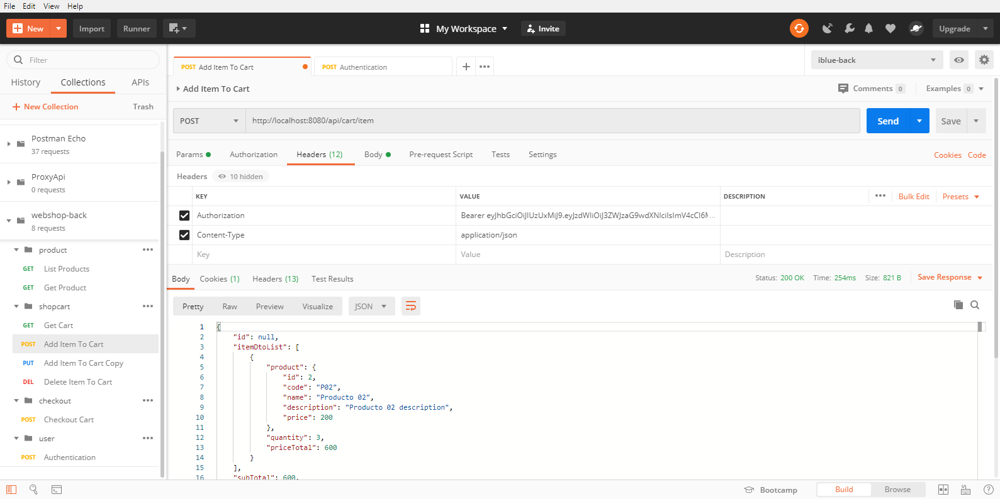 File Edit View Help
New Import Runner My Workspace Invite Upgrade
Filter
History Collections APIs
New Collection Trash
Postman Echo
37 requests
ProxyApi
0 requests
webshop-back
8 requests
product
GET List Products
GET Get Product
shopcart
GET Get Cart
POST Add Item To Cart
PUT Add Item To Cart Copy
DEL Delete Item To Cart
checkout
POST Checkout Cart
user
POST Authentication
POST Add Item To Cart POST Authentication iblue-back
Add Item To Cart Comments 0 Examples 0
POST http://localhost:8080/api/cart/item Send Save
Params Authorization Headers (12) Body Pre-request Script Tests Settings Cookies Code
Headers 10 hidden
KEY VALUE DESCRIPTION Bulk Edit Presets
Authorization Bearer
Content-Type application/json
Key Value Description
Body Cookies (1) Headers (13) Test Results Status: 200 OK Time: 254ms Size: 821 B Save Response
Pretty Raw Preview Visualize JSON
1 {
2 "id": null,
3 "itemDtoList": [
4 {
5 "product": {
6 "id": 2,
7 "code": "P02",
8 "name": "Producto 02",
9 "description": "Producto 02 description",
10 "price": 200
11 },
12 "quantity": 3,
13 "priceTotal": 600
14 }
15 ],
16 "subTotal": 600,
Bootcamp Build Browse